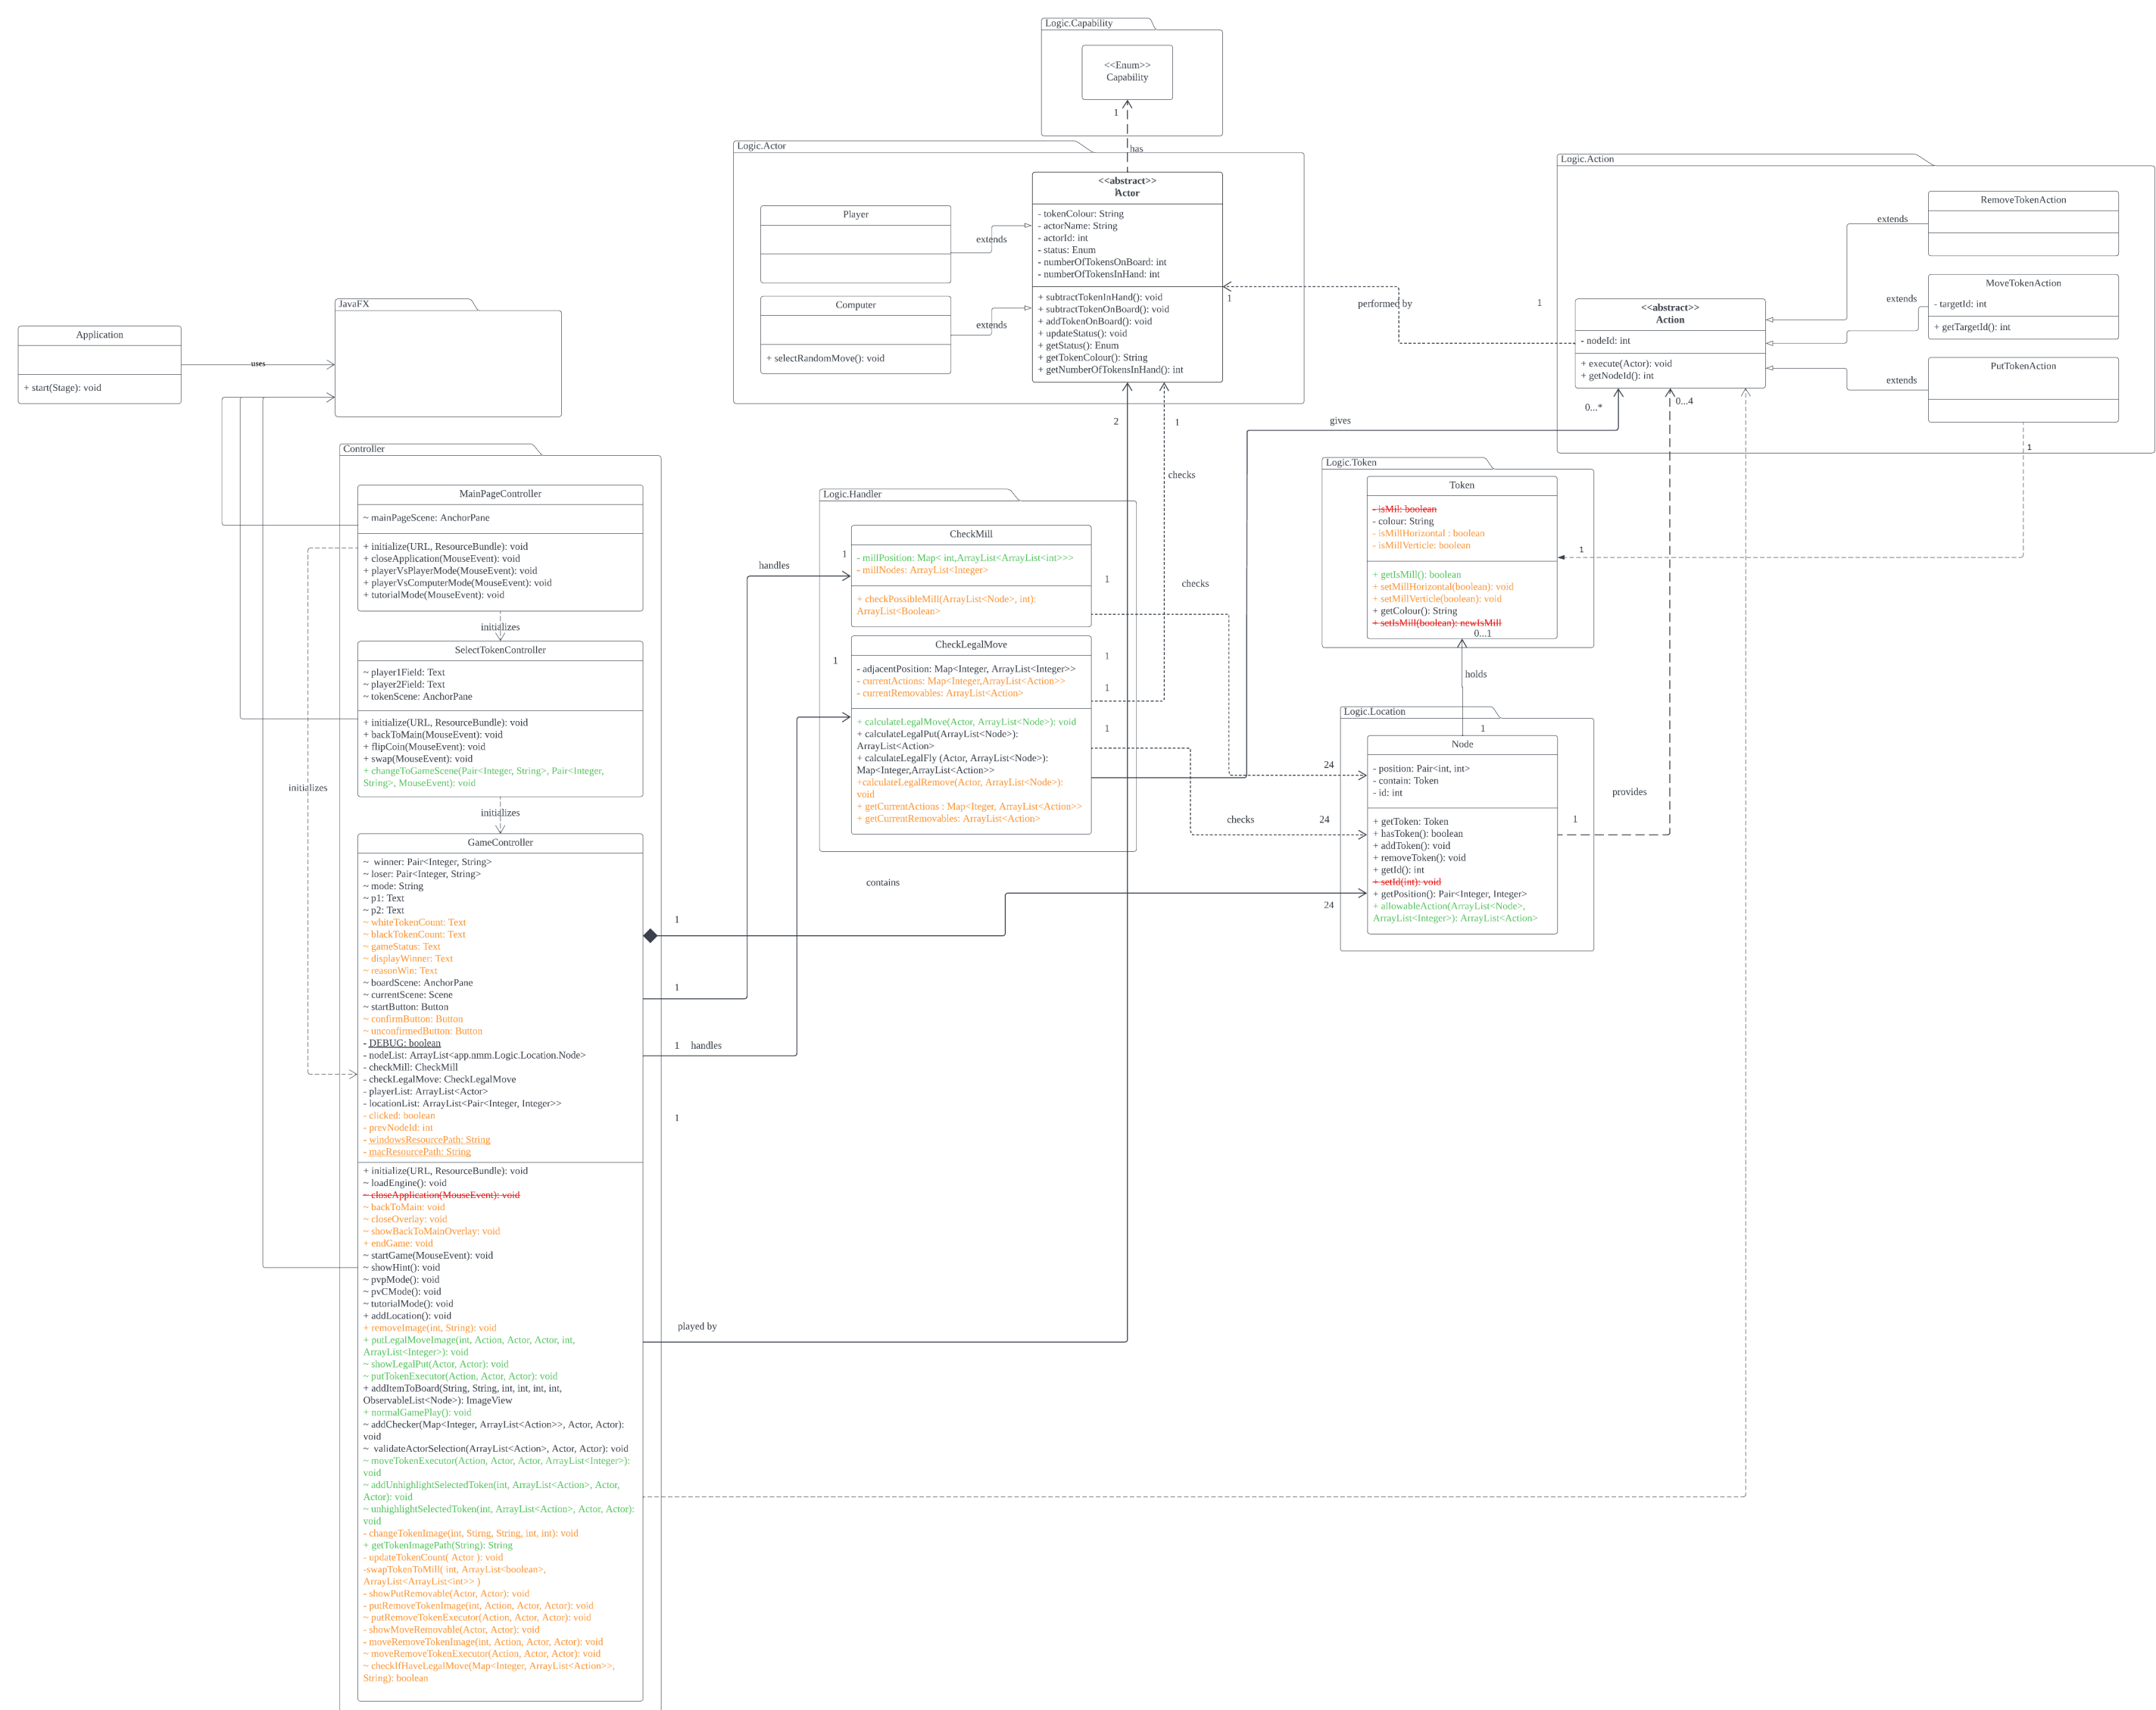 Logic.Capability
<<Enum>>
Capability
1
has
Logic.Actor
<<abstract>>
Actor
- tokenColour: String
- actorName: String
- actorId: int
- status: Enum
- numberOfTokensOnBoard: int
- numberOfTokensInHand: int
+ subtractTokenInHand(): void
+ subtractTokenOnBoard(): void
+ addTokenOnBoard(): void
+ updateStatus(): void
+ getStatus(): Enum
+ getTokenColour(): String
+ getNumberOfTokensInHand(): int
Player
extends
Computer
+ selectRandomMove(): void
extends
1
performed by
1
Logic.Action
<<abstract>>
Action
- nodeId: int
+ execute(Actor): void
+ getNodeId(): int
RemoveTokenAction
extends
MoveTokenAction
- targetId: int
+ getTargetId(): int
extends
PutTokenAction
extends
0...*
0...4
1
JavaFX
Application
+ start(Stage): void
uses
2
1
gives
checks
Controller
MainPageController
~ mainPageScene: AnchorPane
+ initialize(URL, ResourceBundle): void
+ closeApplication(MouseEvent): void
+ playerVsPlayerMode(MouseEvent): void
+ playerVsComputerMode(MouseEvent): void
+ tutorialMode(MouseEvent): void
initializes
SelectTokenController
~ player1Field: Text
~ player2Field: Text
~ tokenScene: AnchorPane
+ initialize(URL, ResourceBundle): void
+ backToMain(MouseEvent): void
+ flipCoin(MouseEvent): void
+ swap(MouseEvent): void
+ changeToGameScene(Pair<Integer, String>, Pair<Integer,
String>, MouseEvent): void
initializes
initializes
GameController
~  winner: Pair<Integer, String>
~ loser: Pair<Integer, String>
~ mode: String
~ p1: Text
~ p2: Text
~ whiteTokenCount: Text
~ blackTokenCount: Text
~ gameStatus: Text
~ displayWinner: Text
~ reasonWin: Text
~ boardScene: AnchorPane
~ currentScene: Scene
~ startButton: Button
~ confirmButton: Button
~ unconfirmedButton: Button
- DEBUG: boolean
- nodeList: ArrayList<app.nmm.Logic.Location.Node>
- checkMill: CheckMill
- checkLegalMove: CheckLegalMove
- playerList: ArrayList<Actor>
- locationList: ArrayList<Pair<Integer, Integer>>
- clicked: boolean
- prevNodeId: int
- windowsResourcePath: String
- macResourcePath: String
+ initialize(URL, ResourceBundle): void
~ loadEngine(): void
~ closeApplication(MouseEvent): void
~ backToMain: void
~ closeOverlay: void
~ showBackToMainOverlay: void
+ endGame: void
~ startGame(MouseEvent): void
~ showHint(): void
~ pvpMode(): void
~ pvCMode(): void
~ tutorialMode(): void
+ addLocation(): void
+ removeImage(int, String): void
+ putLegalMoveImage(int, Action, Actor, Actor, int,
ArrayList<Integer>): void
~ showLegalPut(Actor, Actor): void
~ putTokenExecutor(Action, Actor, Actor): void
+ addItemToBoard(String, String, int, int, int, int,
ObservableList<Node>): ImageView
+ normalGamePlay(): void
~ addChecker(Map<Integer, ArrayList<Action>>, Actor, Actor):
void
~  validateActorSelection(ArrayList<Action>, Actor, Actor): void
~ moveTokenExecutor(Action, Actor, Actor, ArrayList<Integer>):
void
~ addUnhighlightSelectedToken(int, ArrayList<Action>, Actor,
Actor): void
~ unhighlightSelectedToken(int, ArrayList<Action>, Actor, Actor):
void
- changeTokenImage(int, Stirng, String, int, int): void
+ getTokenImagePath(String): String
- updateTokenCount( Actor ): void
-swapTokenToMill( int, ArrayList<boolean>,
ArrayList<ArrayList<int>> )
- showPutRemovable(Actor, Actor): void
- putRemoveTokenImage(int, Action, Actor, Actor): void
~ putRemoveTokenExecutor(Action, Actor, Actor): void
- showMoveRemovable(Actor, Actor): void
- moveRemoveTokenImage(int, Action, Actor, Actor): void
~ moveRemoveTokenExecutor(Action, Actor, Actor): void
~ checkIfHaveLegalMove(Map<Integer, ArrayList<Action>>,
String): boolean
1
1
1
handles
1
played by
contains
handles
Logic.Handler
1
CheckMill
- millPosition: Map< int,ArrayList<ArrayList<int>>>
- millNodes: ArrayList<Integer>
+ checkPossibleMill(ArrayList<Node>, int):
ArrayList<Boolean>
1
checks
1
CheckLegalMove
- adjacentPosition: Map<Integer, ArrayList<Integer>>
- currentActions: Map<Integer,ArrayList<Action>>
- currentRemovables: ArrayList<Action>
+ calculateLegalMove(Actor, ArrayList<Node>): void
+ calculateLegalPut(ArrayList<Node>):
ArrayList<Action>
+ calculateLegalFly (Actor, ArrayList<Node>):
Map<Integer,ArrayList<Action>>
+calculateLegalRemove(Actor, ArrayList<Node>):
void
+ getCurrentActions : Map<Iteger, ArrayList<Action>>
+ getCurrentRemovables: ArrayList<Action>
1
1
1
checks
24
24
24
Logic.Token
Token
- isMil: boolean
- colour: String
- isMillHorizontal : boolean
- isMillVerticle: boolean
+ getIsMill(): boolean
+ setMillHorizontal(boolean): void
+ setMillVerticle(boolean): void
+ getColour(): String
+ setIsMill(boolean): newIsMill
1
0...1
holds
1
Logic.Location
Node
- position: Pair<int, int>
- contain: Token
- id: int
+ getToken: Token
+ hasToken(): boolean
+ addToken(): void
+ removeToken(): void
+ getId(): int
+ setId(int): void
+ getPosition(): Pair<Integer, Integer>
+ allowableAction(ArrayList<Node>,
ArrayList<Integer>): ArrayList<Action>
1
provides